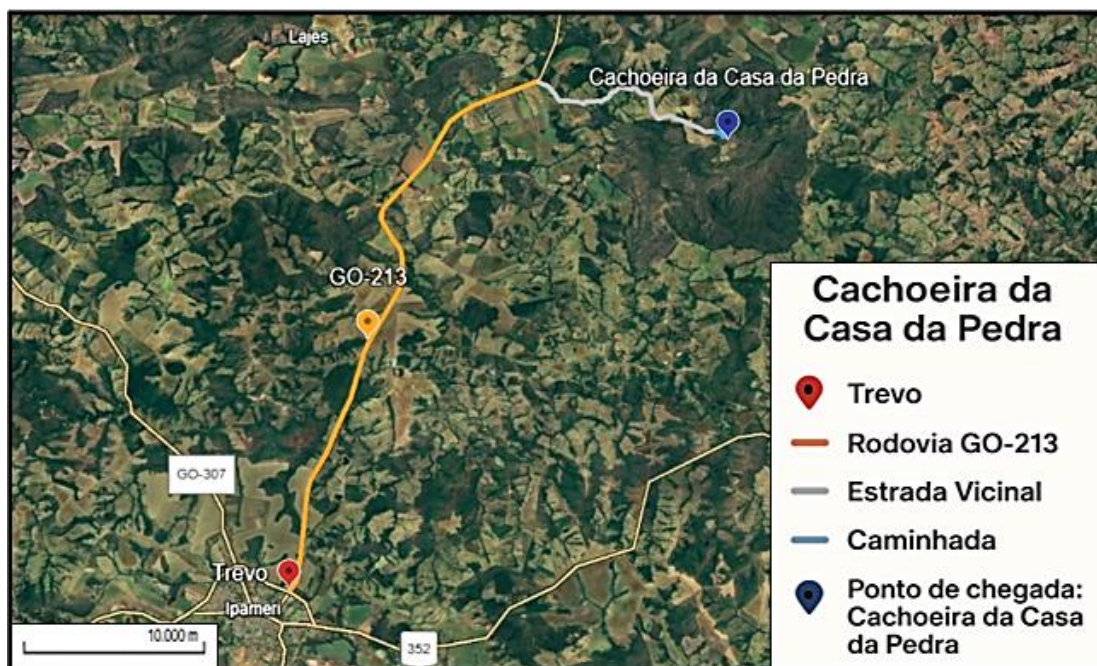 Lajes
Cachoeira da Casa da Pedra
GO-213
GO-307
Trevo
Ipameri
352
10.000 m
Cachoeira da
Casa da Pedra
Trevo
Rodovia GO-213
Estrada Vicinal
Caminhada
Ponto de chegada:
Cachoeira da Casa
da Pedra